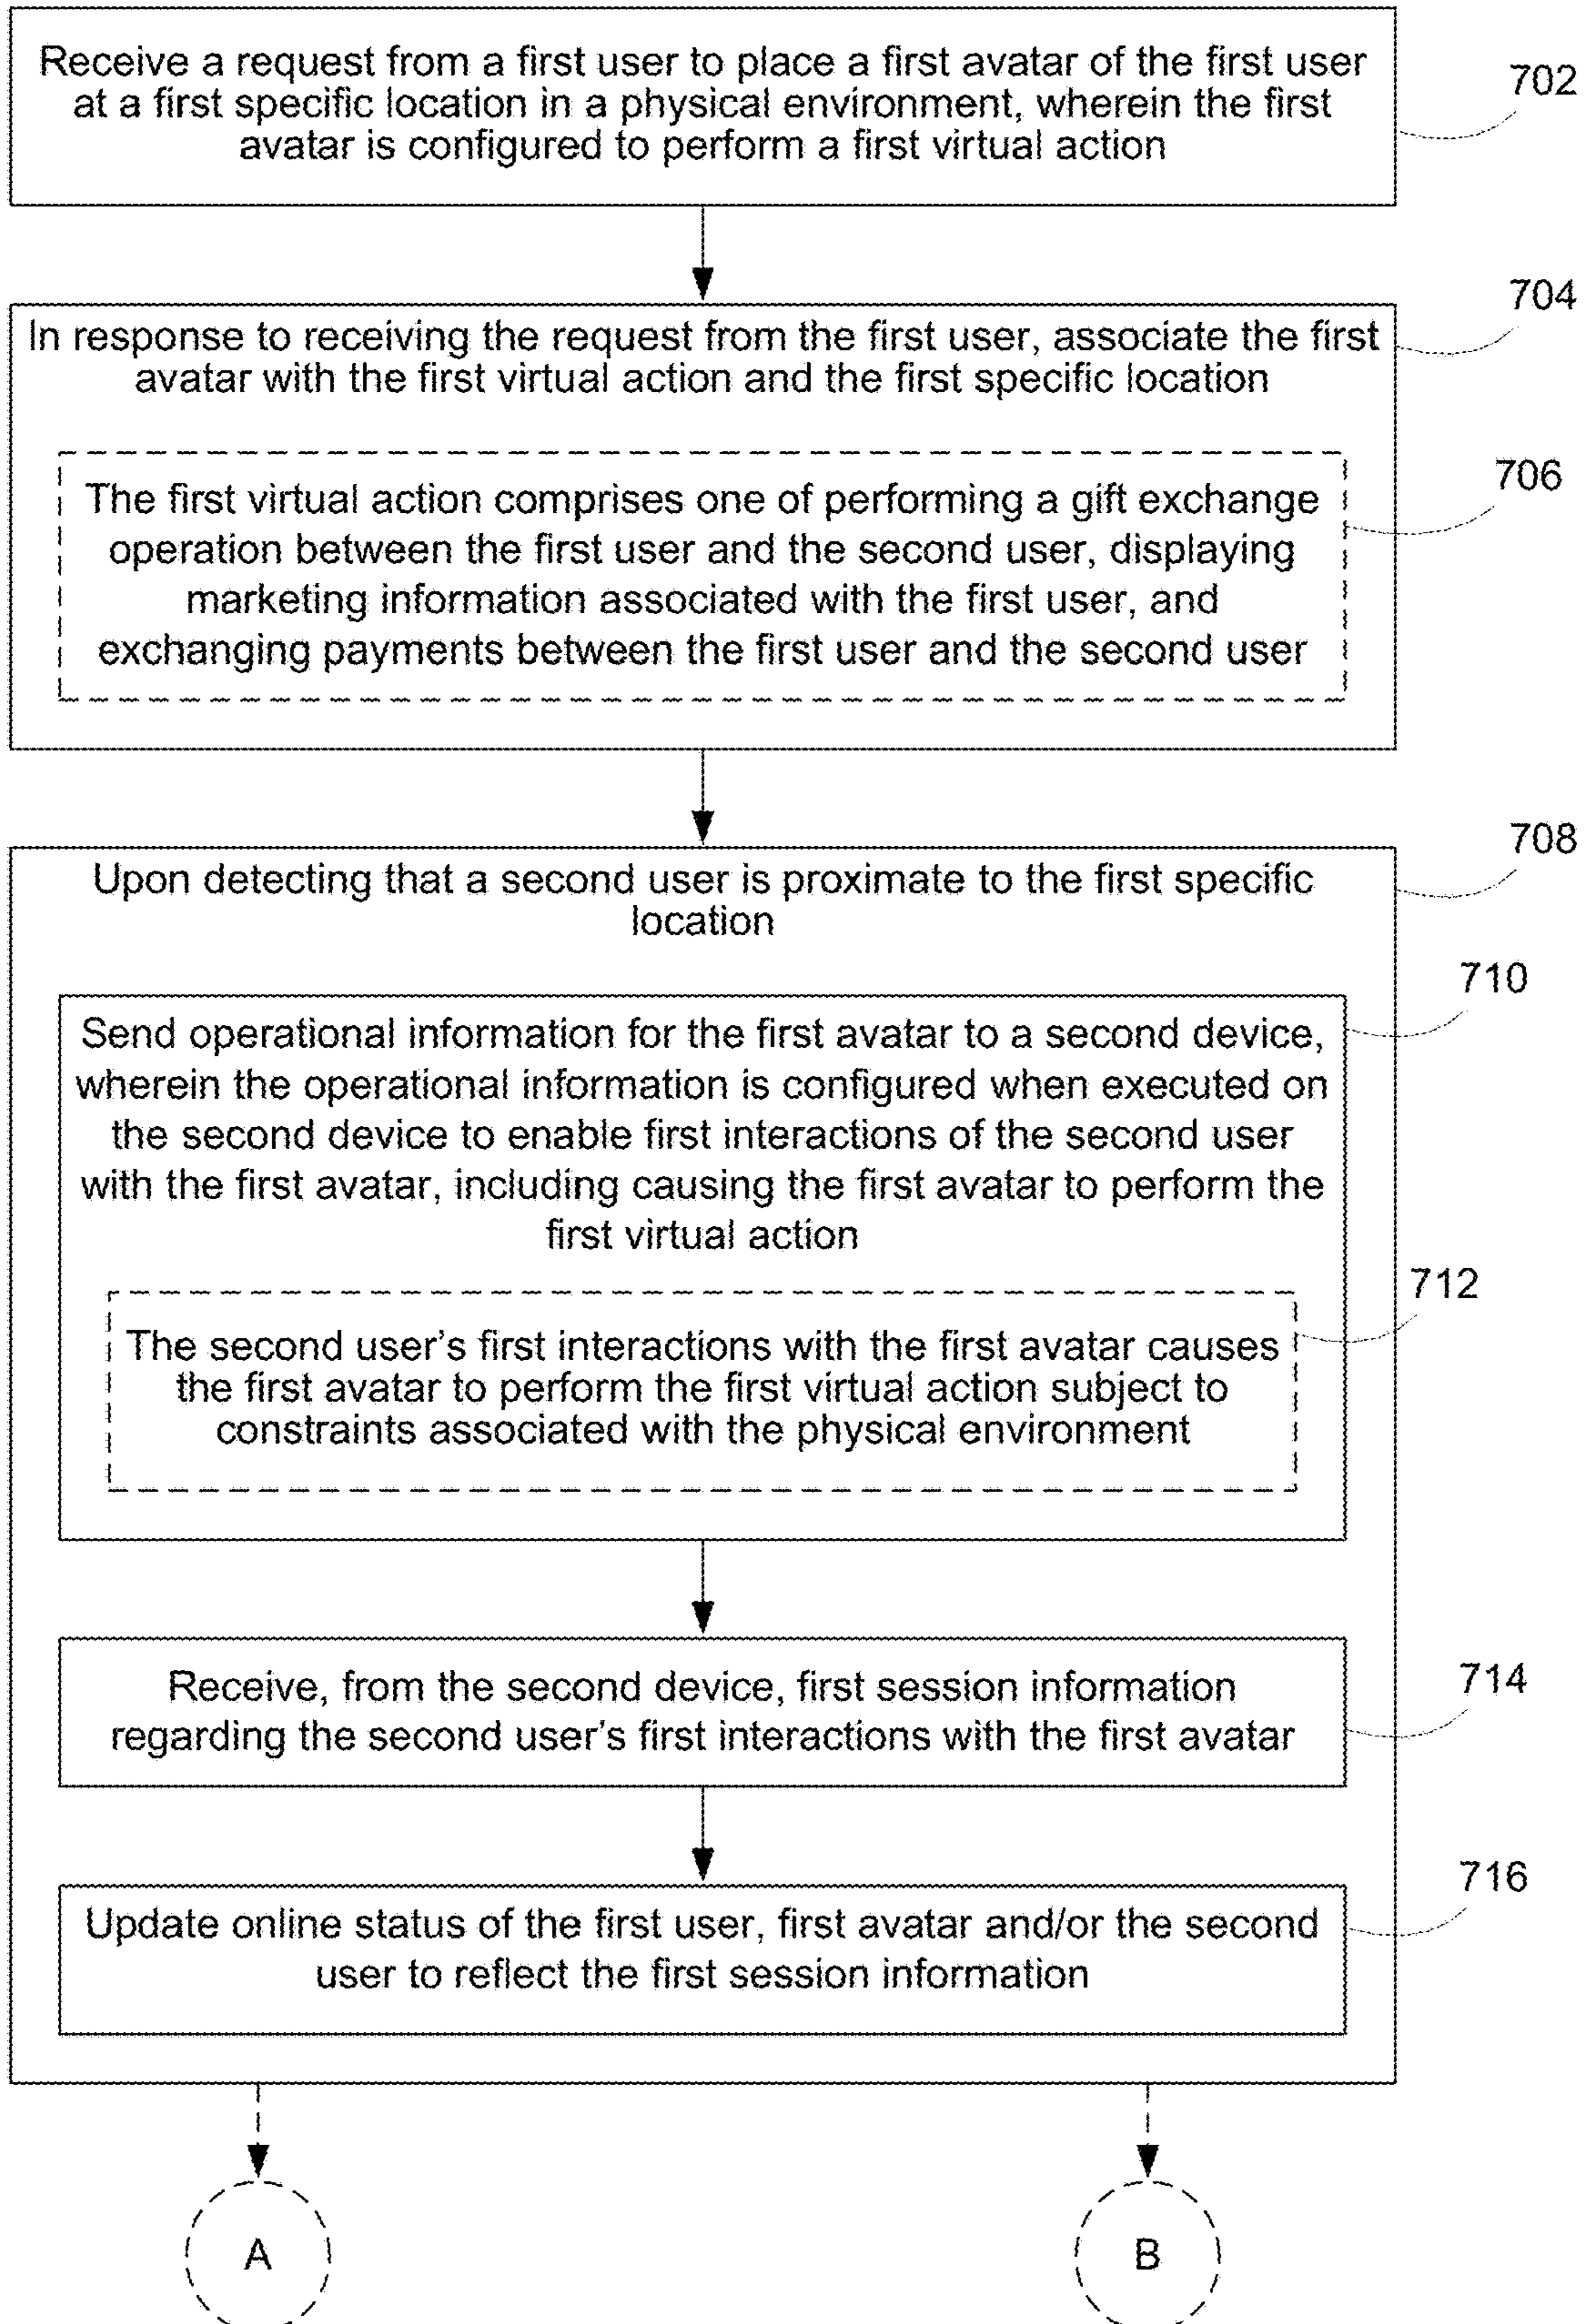 Receive a request from a first user to place a first avatar of the first user
at a first specific location in a physical environment, wherein the first
avatar is configured to perform a first virtual action
702
In response to receiving the request from the first user, associate the first
avatar with the first virtual action and the first specific location
704
The first virtual action comprises one of performing a gift exchange
operation between the first user and the second user, displaying
marketing information associated with the first user, and
exchanging payments between the first user and the second user
706
Upon detecting that a second user is proximate to the first specific
location
708
Send operational information for the first avatar to a second device,
wherein the operational information is configured when executed on
the second device to enable first interactions of the second user
with the first avatar, including causing the first avatar to perform the
first virtual action
710
The second user's first interactions with the first avatar causes
the first avatar to perform the first virtual action subject to
constraints associated with the physical environment
712
Receive, from the second device, first session information
regarding the second user's first interactions with the first avatar
714
Update online status of the first user, first avatar and/or the second
user to reflect the first session information
716
A
B